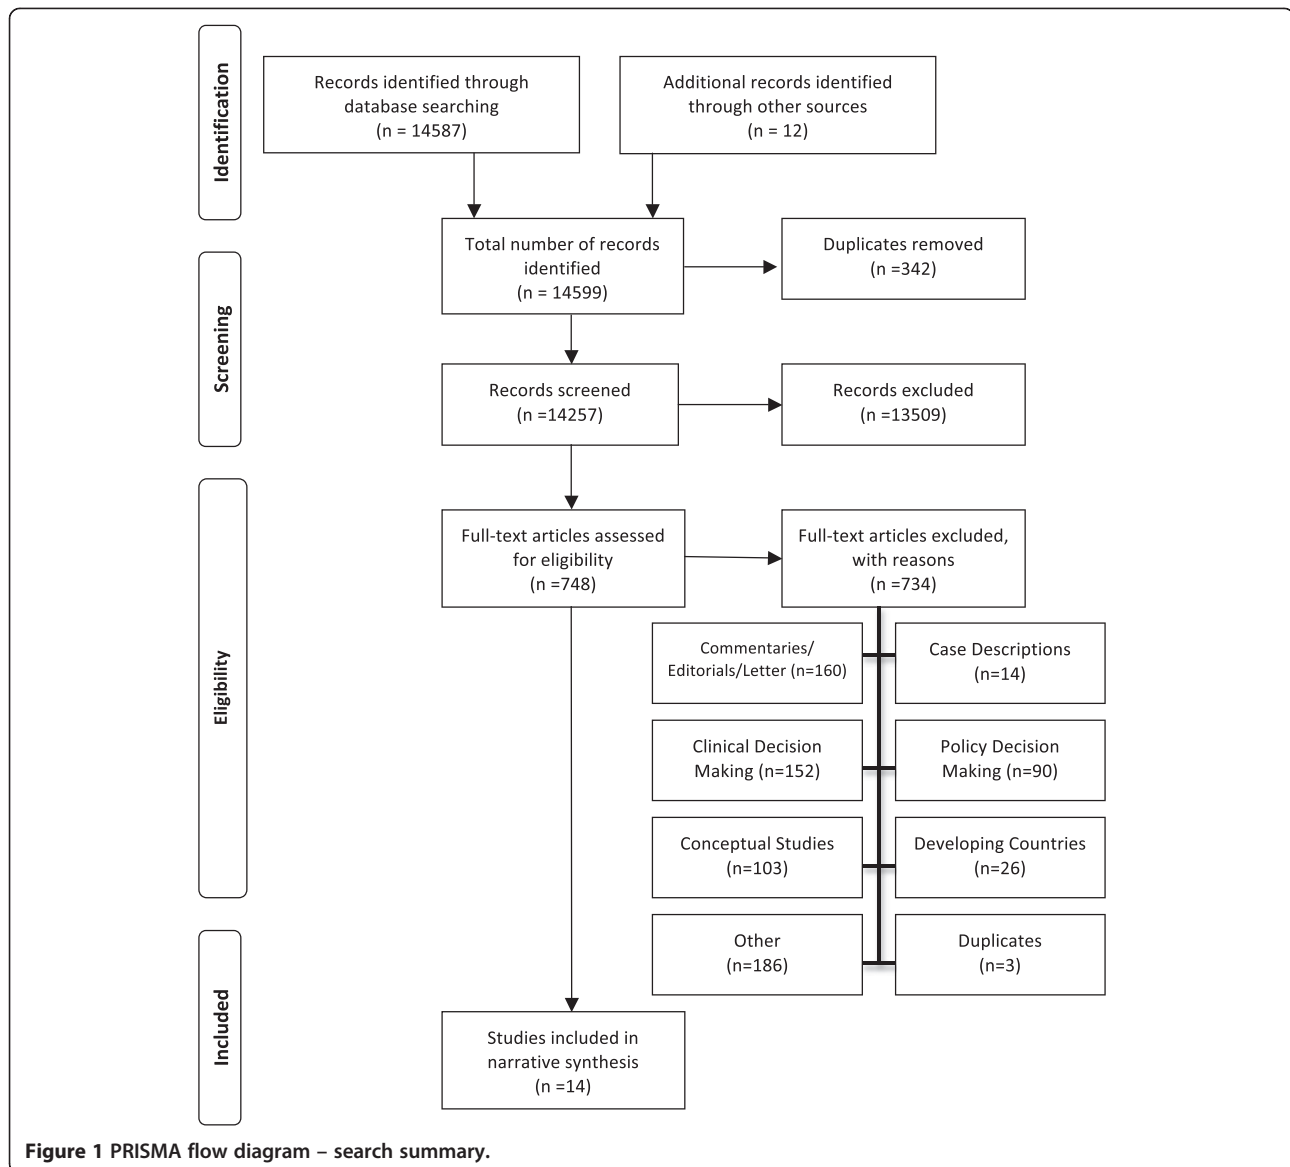 Identification
Records identified through
database searching
(n = 14587)
Additional records identified
through other sources
(n = 12)
Total number of records
identified
(n = 14599)
Duplicates removed
(n =342)
Screening
Records screened
(n =14257)
Records excluded
(n =13509)
Eligibility
Full-text articles assessed
for eligibility
(n =748)
Full-text articles excluded,
with reasons
(n =734)
Commentaries/
Editorials/Letter (n=160)
Case Descriptions
(n=14)
Clinical Decision
Making (n=152)
Policy Decision
Making (n=90)
Conceptual Studies
(n=103)
Developing Countries
(n=26)
Other
(n=186)
Duplicates
(n=3)
Included
Studies included in
narrative synthesis
(n =14)
Figure 1 PRISMA flow diagram – search summary.